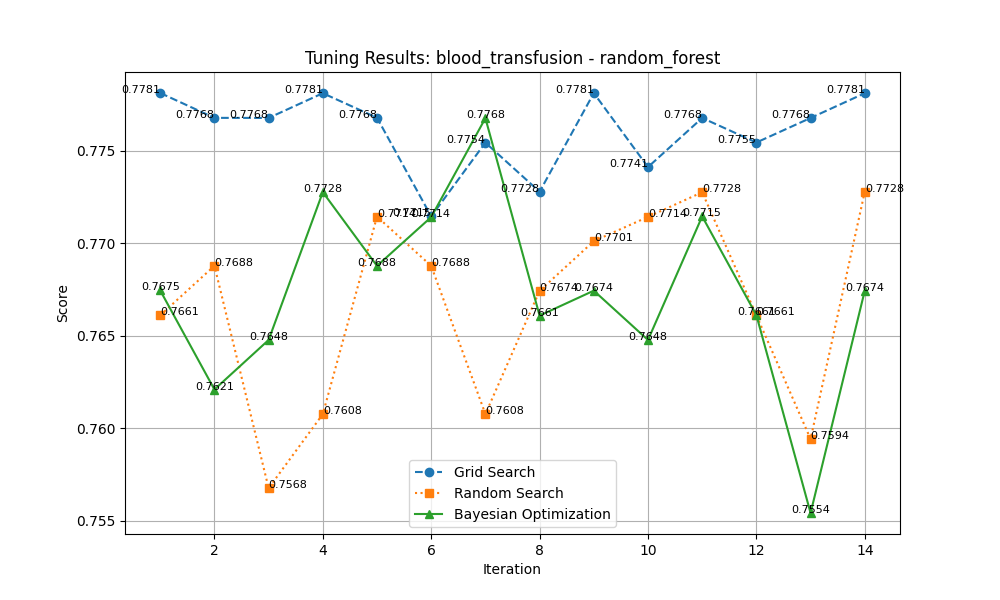 Tuning Results: blood_transfusion - random_forest
0.7781 0.7781 0.7781 0.7781
0.7768 0.7768 0.7768 0.7768 0.7768 0.7768
0.7754 0.7755
0.775
0.7741
0.7728 0.7728 0.7728 0.7728
0.7714 0.7714 0.7715
0.770
0.7701
0.7688 0.7688 0.7688
0.7675 0.7674 0.7674 0.7674
0.7661 0.7661 0.7661 0.7661
0.765
0.7648 0.7648
0.7621
0.7608 0.7608
0.760
0.7594
0.7568
0.755
0.7554
Score
Grid Search
Random Search
Bayesian Optimization
2 4 6 8 10 12 14
Iteration